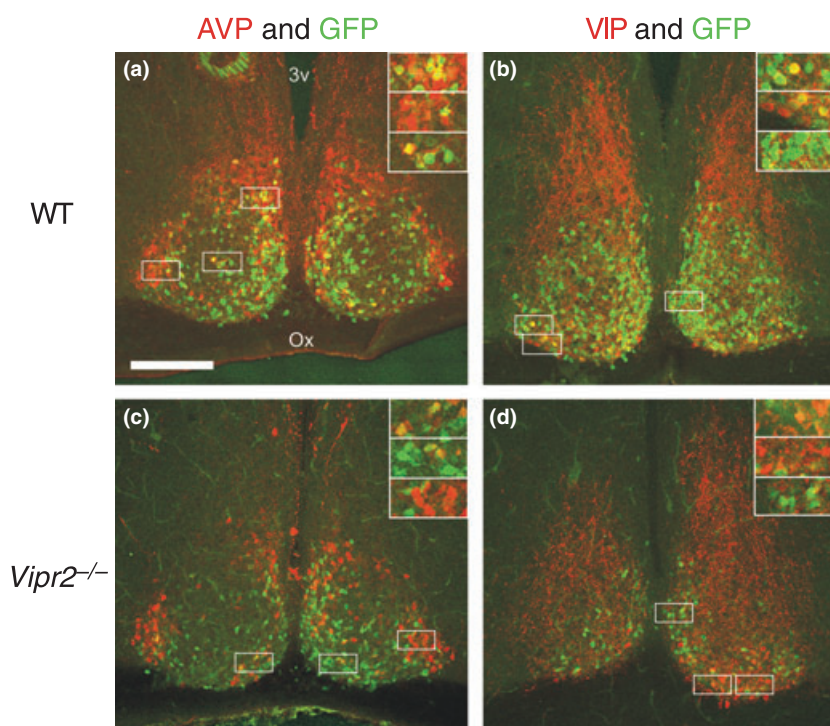 AVP and GFP
VIP and GFP
(a)
3v
(b)
WT
Ox
(c)
(d)
Vipr2–/–